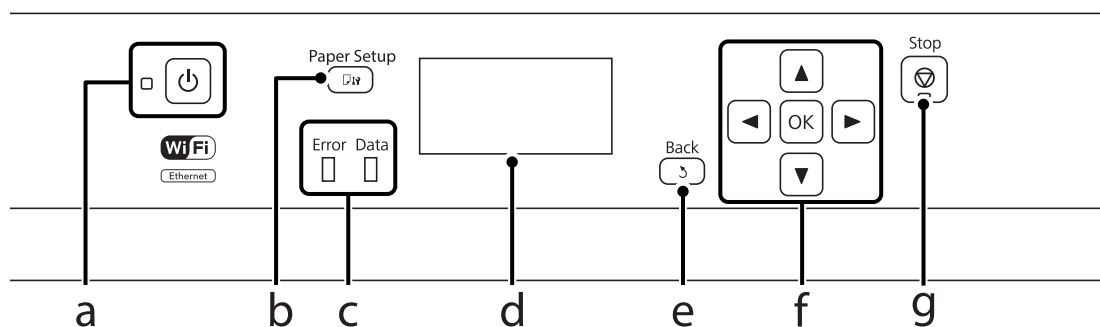 Paper Setup
Stop
Error Data
OK
WiFi
Back
Ethernet
a b c d e f g